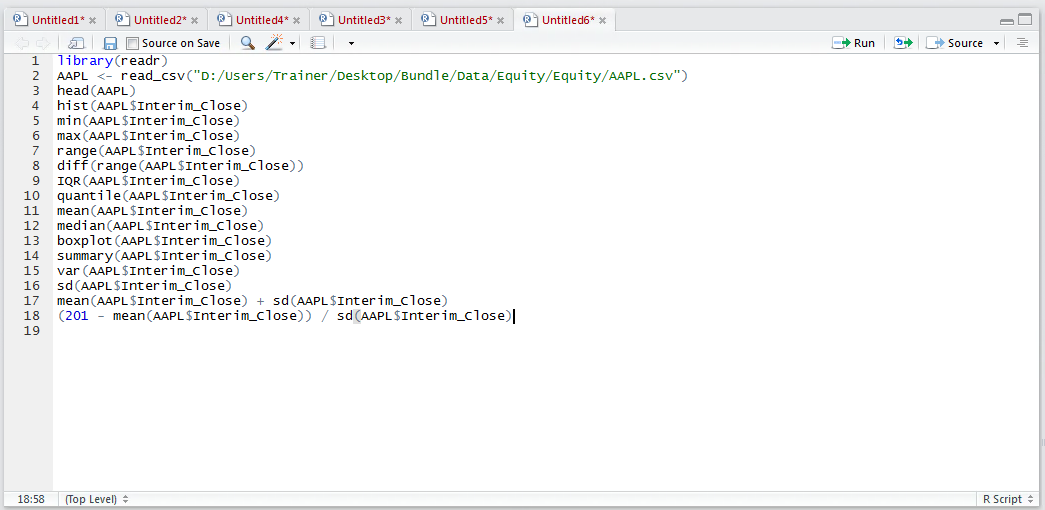 Untitled1* Untitled2* Untitled4* Untitled3* Untitled5* Untitled6*
Source on Save Run Source
1 library(readr)
2 AAPL <- read_csv("D:/Users/Trainer/Desktop/Bundle/Data/Equity/Equity/AAPL.csv")
3 head(AAPL)
4 hist(AAPL$Interim_Close)
5 min(AAPL$Interim_Close)
6 max(AAPL$Interim_Close)
7 range(AAPL$Interim_Close)
8 diff(range(AAPL$Interim_Close))
9 IQR(AAPL$Interim_Close)
10 quantile(AAPL$Interim_Close)
11 mean(AAPL$Interim_Close)
12 median(AAPL$Interim_Close)
13 boxplot(AAPL$Interim_Close)
14 summary(AAPL$Interim_Close)
15 var(AAPL$Interim_Close)
16 sd(AAPL$Interim_Close)
17 mean(AAPL$Interim_Close) + sd(AAPL$Interim_Close)
18 (201 - mean(AAPL$Interim_Close)) / sd(AAPL$Interim_Close)
19
18:58 (Top Level) R Script